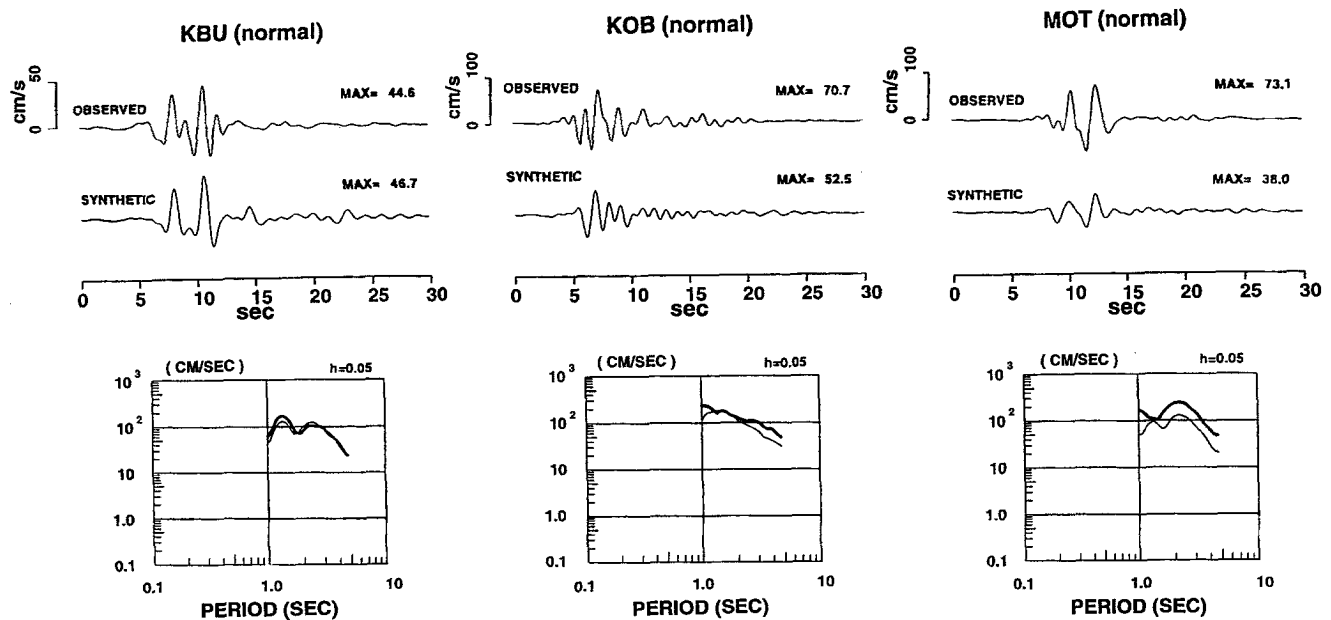 KBU (normal)
50
0
cm/s
OBSERVED
MAX= 44.6
SYNTHETIC
MAX= 46.7
0 5 10 15 20 25 30
sec
KOB (normal)
100
0
cm/s
OBSERVED
MAX= 70.7
SYNTHETIC
MAX= 52.5
0 5 10 15 20 25 30
sec
MOT (normal)
100
0
cm/s
OBSERVED
MAX= 73.1
SYNTHETIC
MAX= 38.0
0 5 10 15 20 25 30
sec
(CM/SEC) h=0.05
10³
10²
10
1.0
0.1
0.1 1.0 10
PERIOD (SEC)
(CM/SEC) h=0.05
10³
10²
10
1.0
0.1
0.1 1.0 10
PERIOD (SEC)
(CM/SEC) h=0.05
10³
10²
10
1.0
0.1
0.1 1.0 10
PERIOD (SEC)